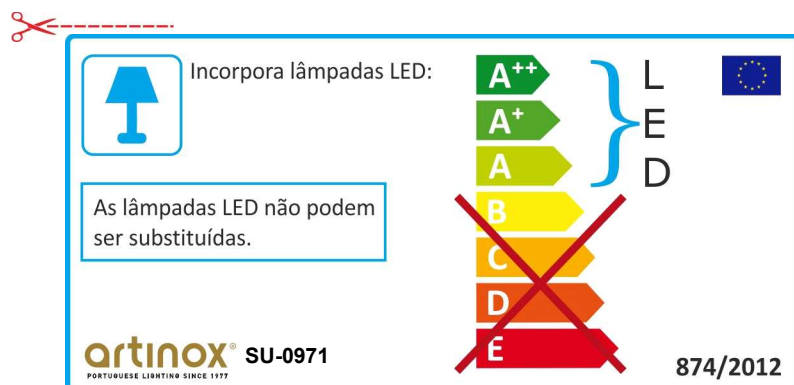 Incorpora lâmpadas LED:
A++
A+
A
B
C
D
E
L
E
D
As lâmpadas LED não podem
ser substituídas.
artinox® SU-0971
PORTUGUESE LIGHTING SINCE 1977
874/2012